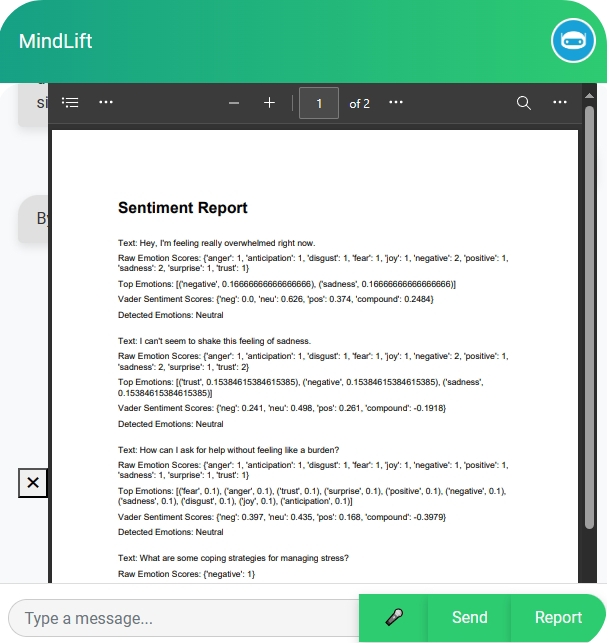 MindLift
si
1 of 2
By
Sentiment Report
Text: Hey, I'm feeling really overwhelmed right now.
Raw Emotion Scores: {'anger': 1, 'anticipation': 1, 'disgust': 1, 'fear': 1, 'joy': 1, 'negative': 2, 'positive': 1,
'sadness': 2, 'surprise': 1, 'trust': 1}
Top Emotions: [('negative', 0.16666666666666666), ('sadness', 0.16666666666666666)]
Vader Sentiment Scores: {'neg': 0.0, 'neu': 0.626, 'pos': 0.374, 'compound': 0.2484}
Detected Emotions: Neutral
Text: I can't seem to shake this feeling of sadness.
Raw Emotion Scores: {'anger': 1, 'anticipation': 1, 'disgust': 1, 'fear': 1, 'joy': 1, 'negative': 2, 'positive': 1,
'sadness': 2, 'surprise': 1, 'trust': 2}
Top Emotions: [('trust', 0.15384615384615385), ('negative', 0.15384615384615385), ('sadness',
0.15384615384615385)]
Vader Sentiment Scores: {'neg': 0.241, 'neu': 0.498, 'pos': 0.261, 'compound': -0.1918}
Detected Emotions: Neutral
Text: How can I ask for help without feeling like a burden?
Raw Emotion Scores: {'anger': 1, 'anticipation': 1, 'disgust': 1, 'fear': 1, 'joy': 1, 'negative': 1, 'positive': 1,
'sadness': 1, 'surprise': 1, 'trust': 1}
Top Emotions: [('fear', 0.1), ('anger', 0.1), ('trust', 0.1), ('surprise', 0.1), ('positive', 0.1), ('negative', 0.1),
('sadness', 0.1), ('disgust', 0.1), ('joy', 0.1), ('anticipation', 0.1)]
Vader Sentiment Scores: {'neg': 0.397, 'neu': 0.435, 'pos': 0.168, 'compound': -0.3979}
Detected Emotions: Neutral
Text: What are some coping strategies for managing stress?
Raw Emotion Scores: {'negative': 1}
Type a message...
Send
Report